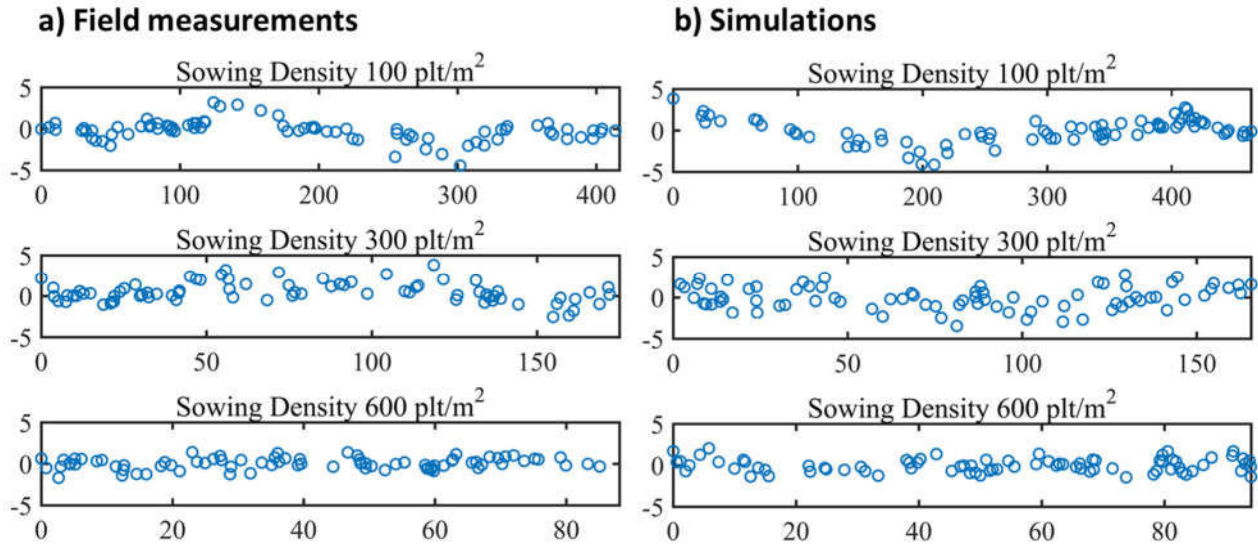 a) Field measurements
Sowing Density 100 plt/m²
5
0
-5
0 100 200 300 400
Sowing Density 300 plt/m²
5
0
-5
0 50 100 150
Sowing Density 600 plt/m²
5
0
-5
0 20 40 60 80
b) Simulations
Sowing Density 100 plt/m²
5
0
-5
0 100 200 300 400
Sowing Density 300 plt/m²
5
0
-5
0 50 100 150
Sowing Density 600 plt/m²
5
0
-5
0 20 40 60 80